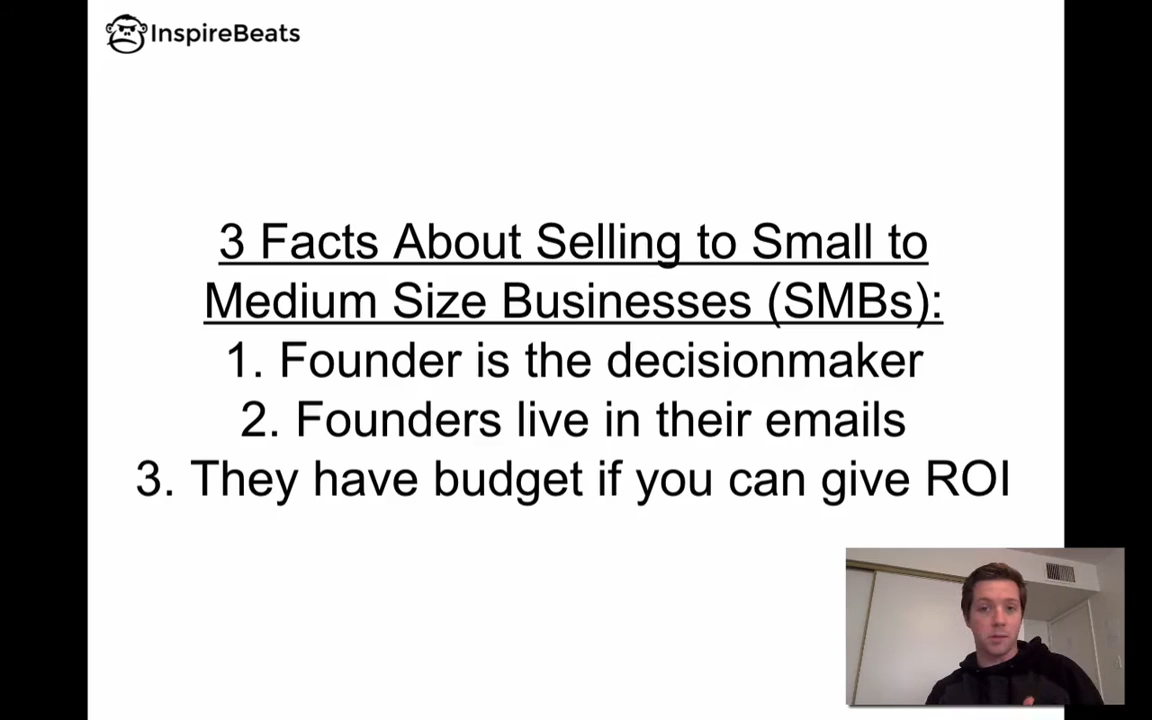 InspireBeats
3 Facts About Selling to Small to
Medium Size Businesses (SMBs):
1. Founder is the decisionmaker
2. Founders live in their emails
3. They have budget if you can give ROI